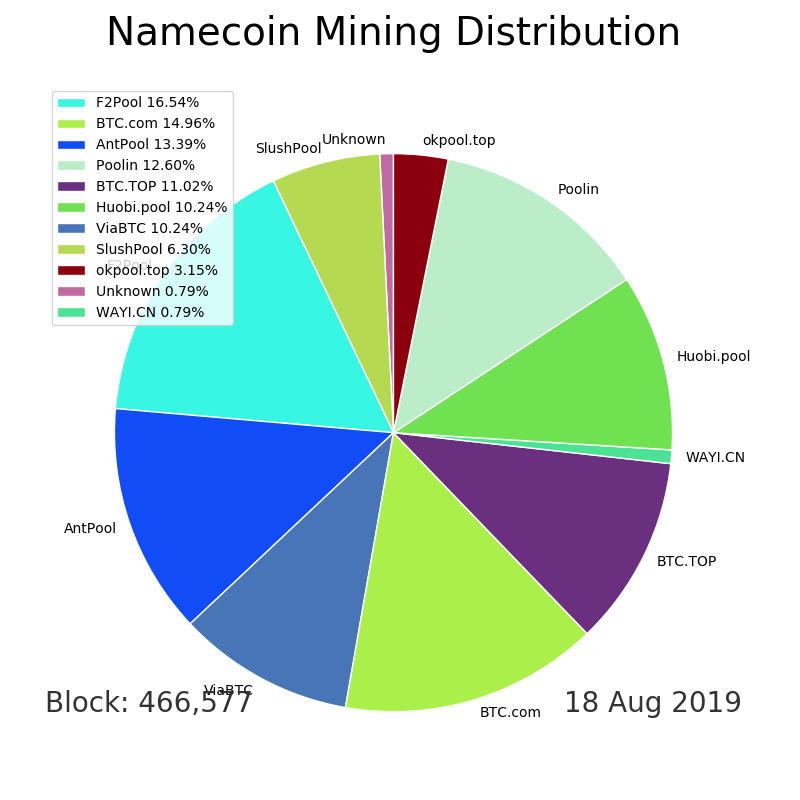 Namecoin Mining Distribution
F2Pool 16.54%
BTC.com 14.96%
AntPool 13.39%
Poolin 12.60%
BTC.TOP 11.02%
Huobi.pool 10.24%
ViaBTC 10.24%
SlushPool 6.30%
okpool.top 3.15%
Unknown 0.79%
WAYI.CN 0.79%
SlushPool
Unknown
okpool.top
Poolin
F2Pool
Huobi.pool
WAYI.CN
AntPool
BTC.TOP
ViaBTC
BTC.com
Block: 466,577
18 Aug 2019